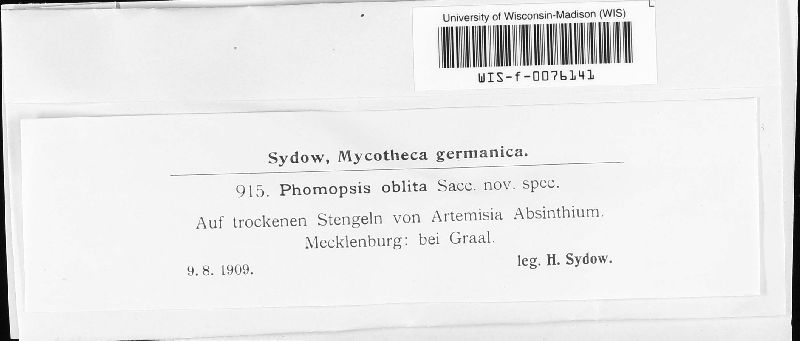 University of Wisconsin-Madison (WIS)
WIS-f-0076141
Sydow, Mycotheca germanica.
915. Phomopsis oblita Sacc. nov. spec.
Auf trockenen Stengeln von Artemisia Absinthium.
Mecklenburg: bei Graal.
9. 8. 1909.
leg. H. Sydow.